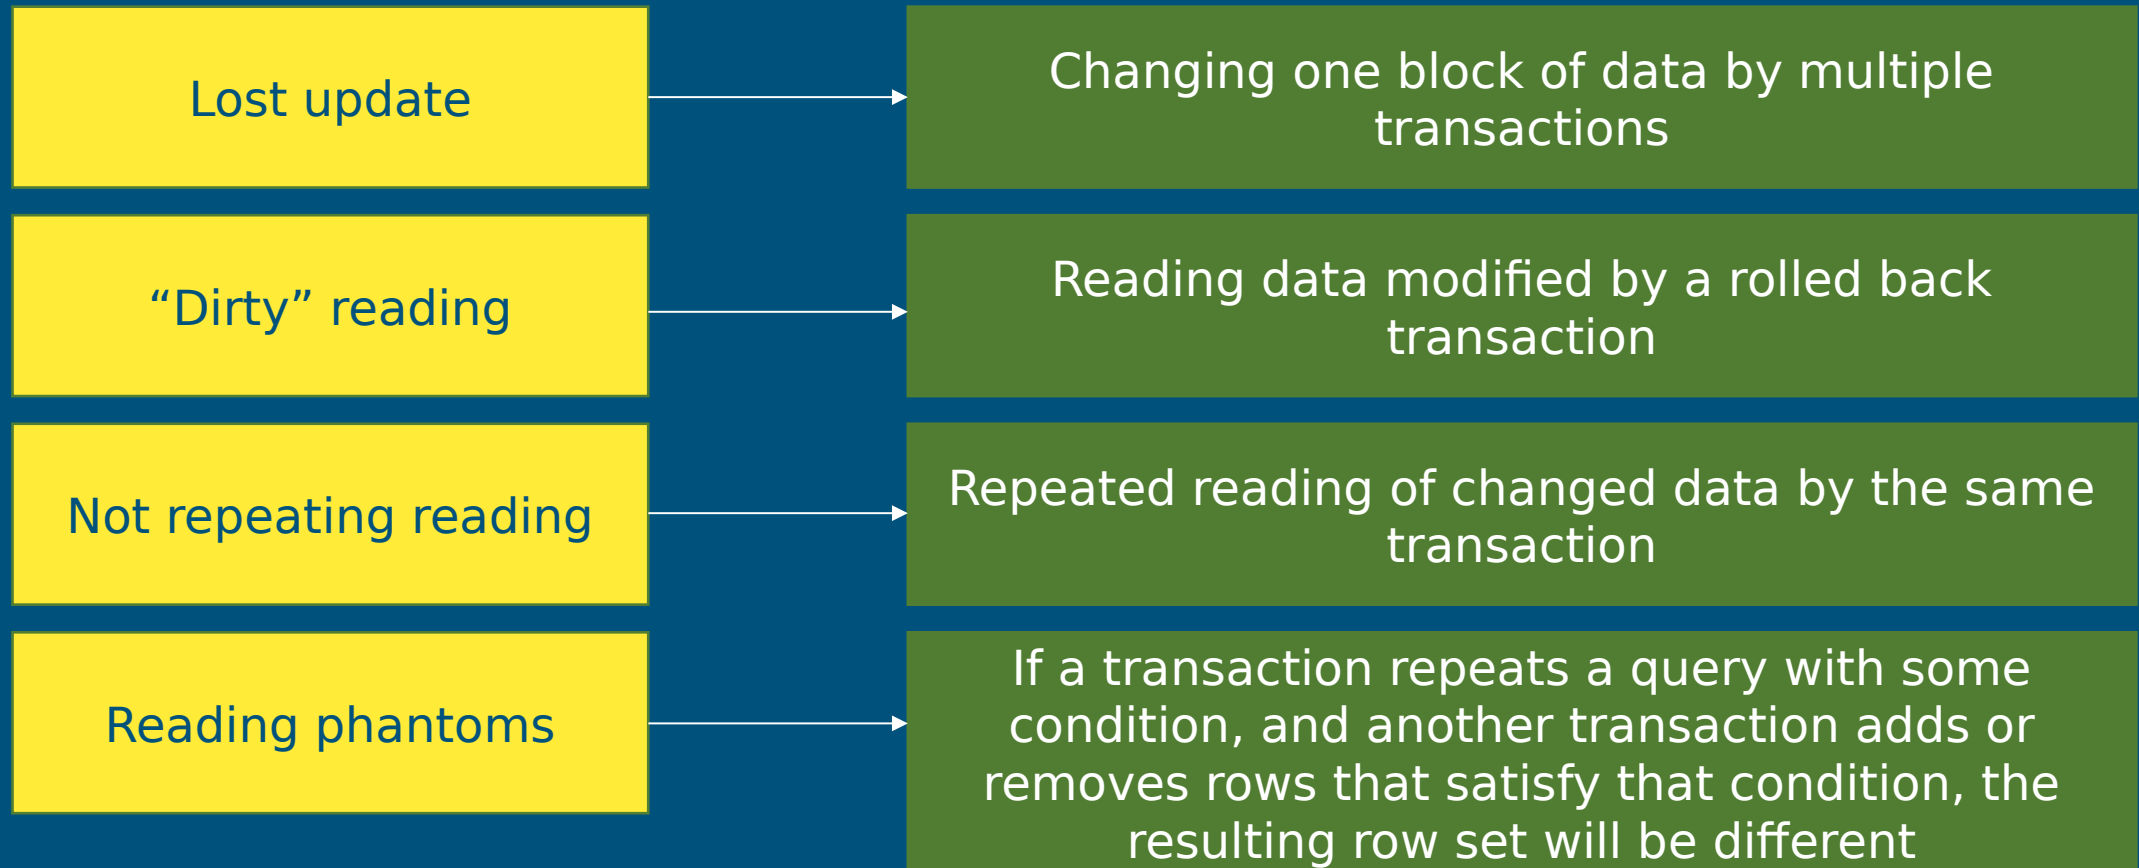 Lost update
Changing one block of data by multiple
transactions
“Dirty” reading
Reading data modified by a rolled back
transaction
Not repeating reading
Repeated reading of changed data by the same
transaction
Reading phantoms
If a transaction repeats a query with some
condition, and another transaction adds or
removes rows that satisfy that condition, the
resulting row set will be different